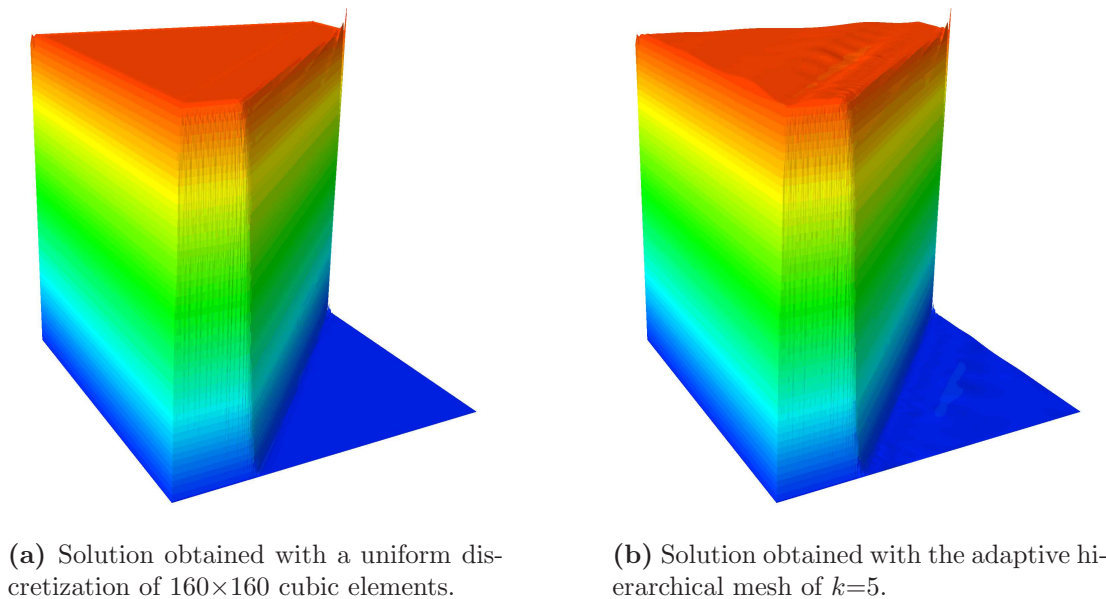 (a) Solution obtained with a uniform dis-
cretization of 160×160 cubic elements.
(b) Solution obtained with the adaptive hi-
erarchical mesh of k=5.